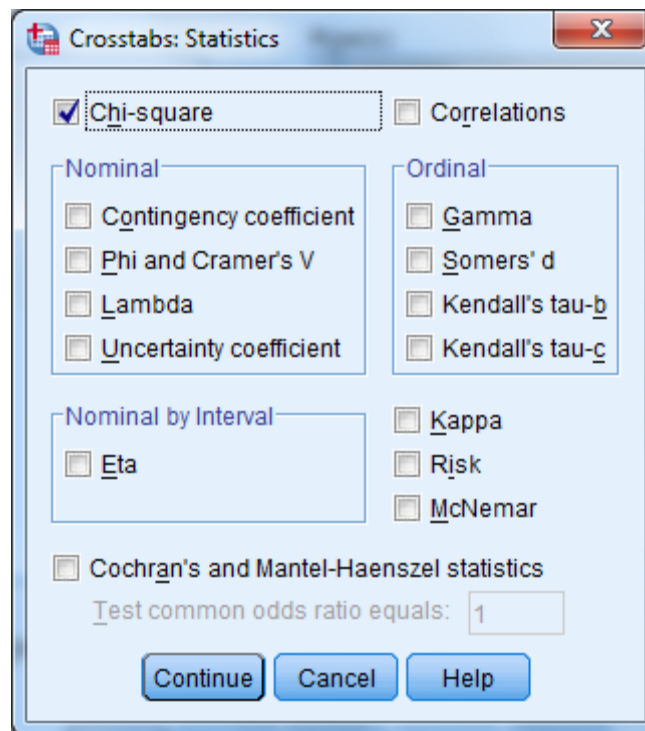 Crosstabs: Statistics
Chi-square
Correlations
Nominal
Contingency coefficient
Phi and Cramer's V
Lambda
Uncertainty coefficient
Ordinal
Gamma
Somers' d
Kendall's tau-b
Kendall's tau-c
Nominal by Interval
Eta
Kappa
Risk
McNemar
Cochran's and Mantel-Haenszel statistics
Test common odds ratio equals: 1
Continue Cancel Help